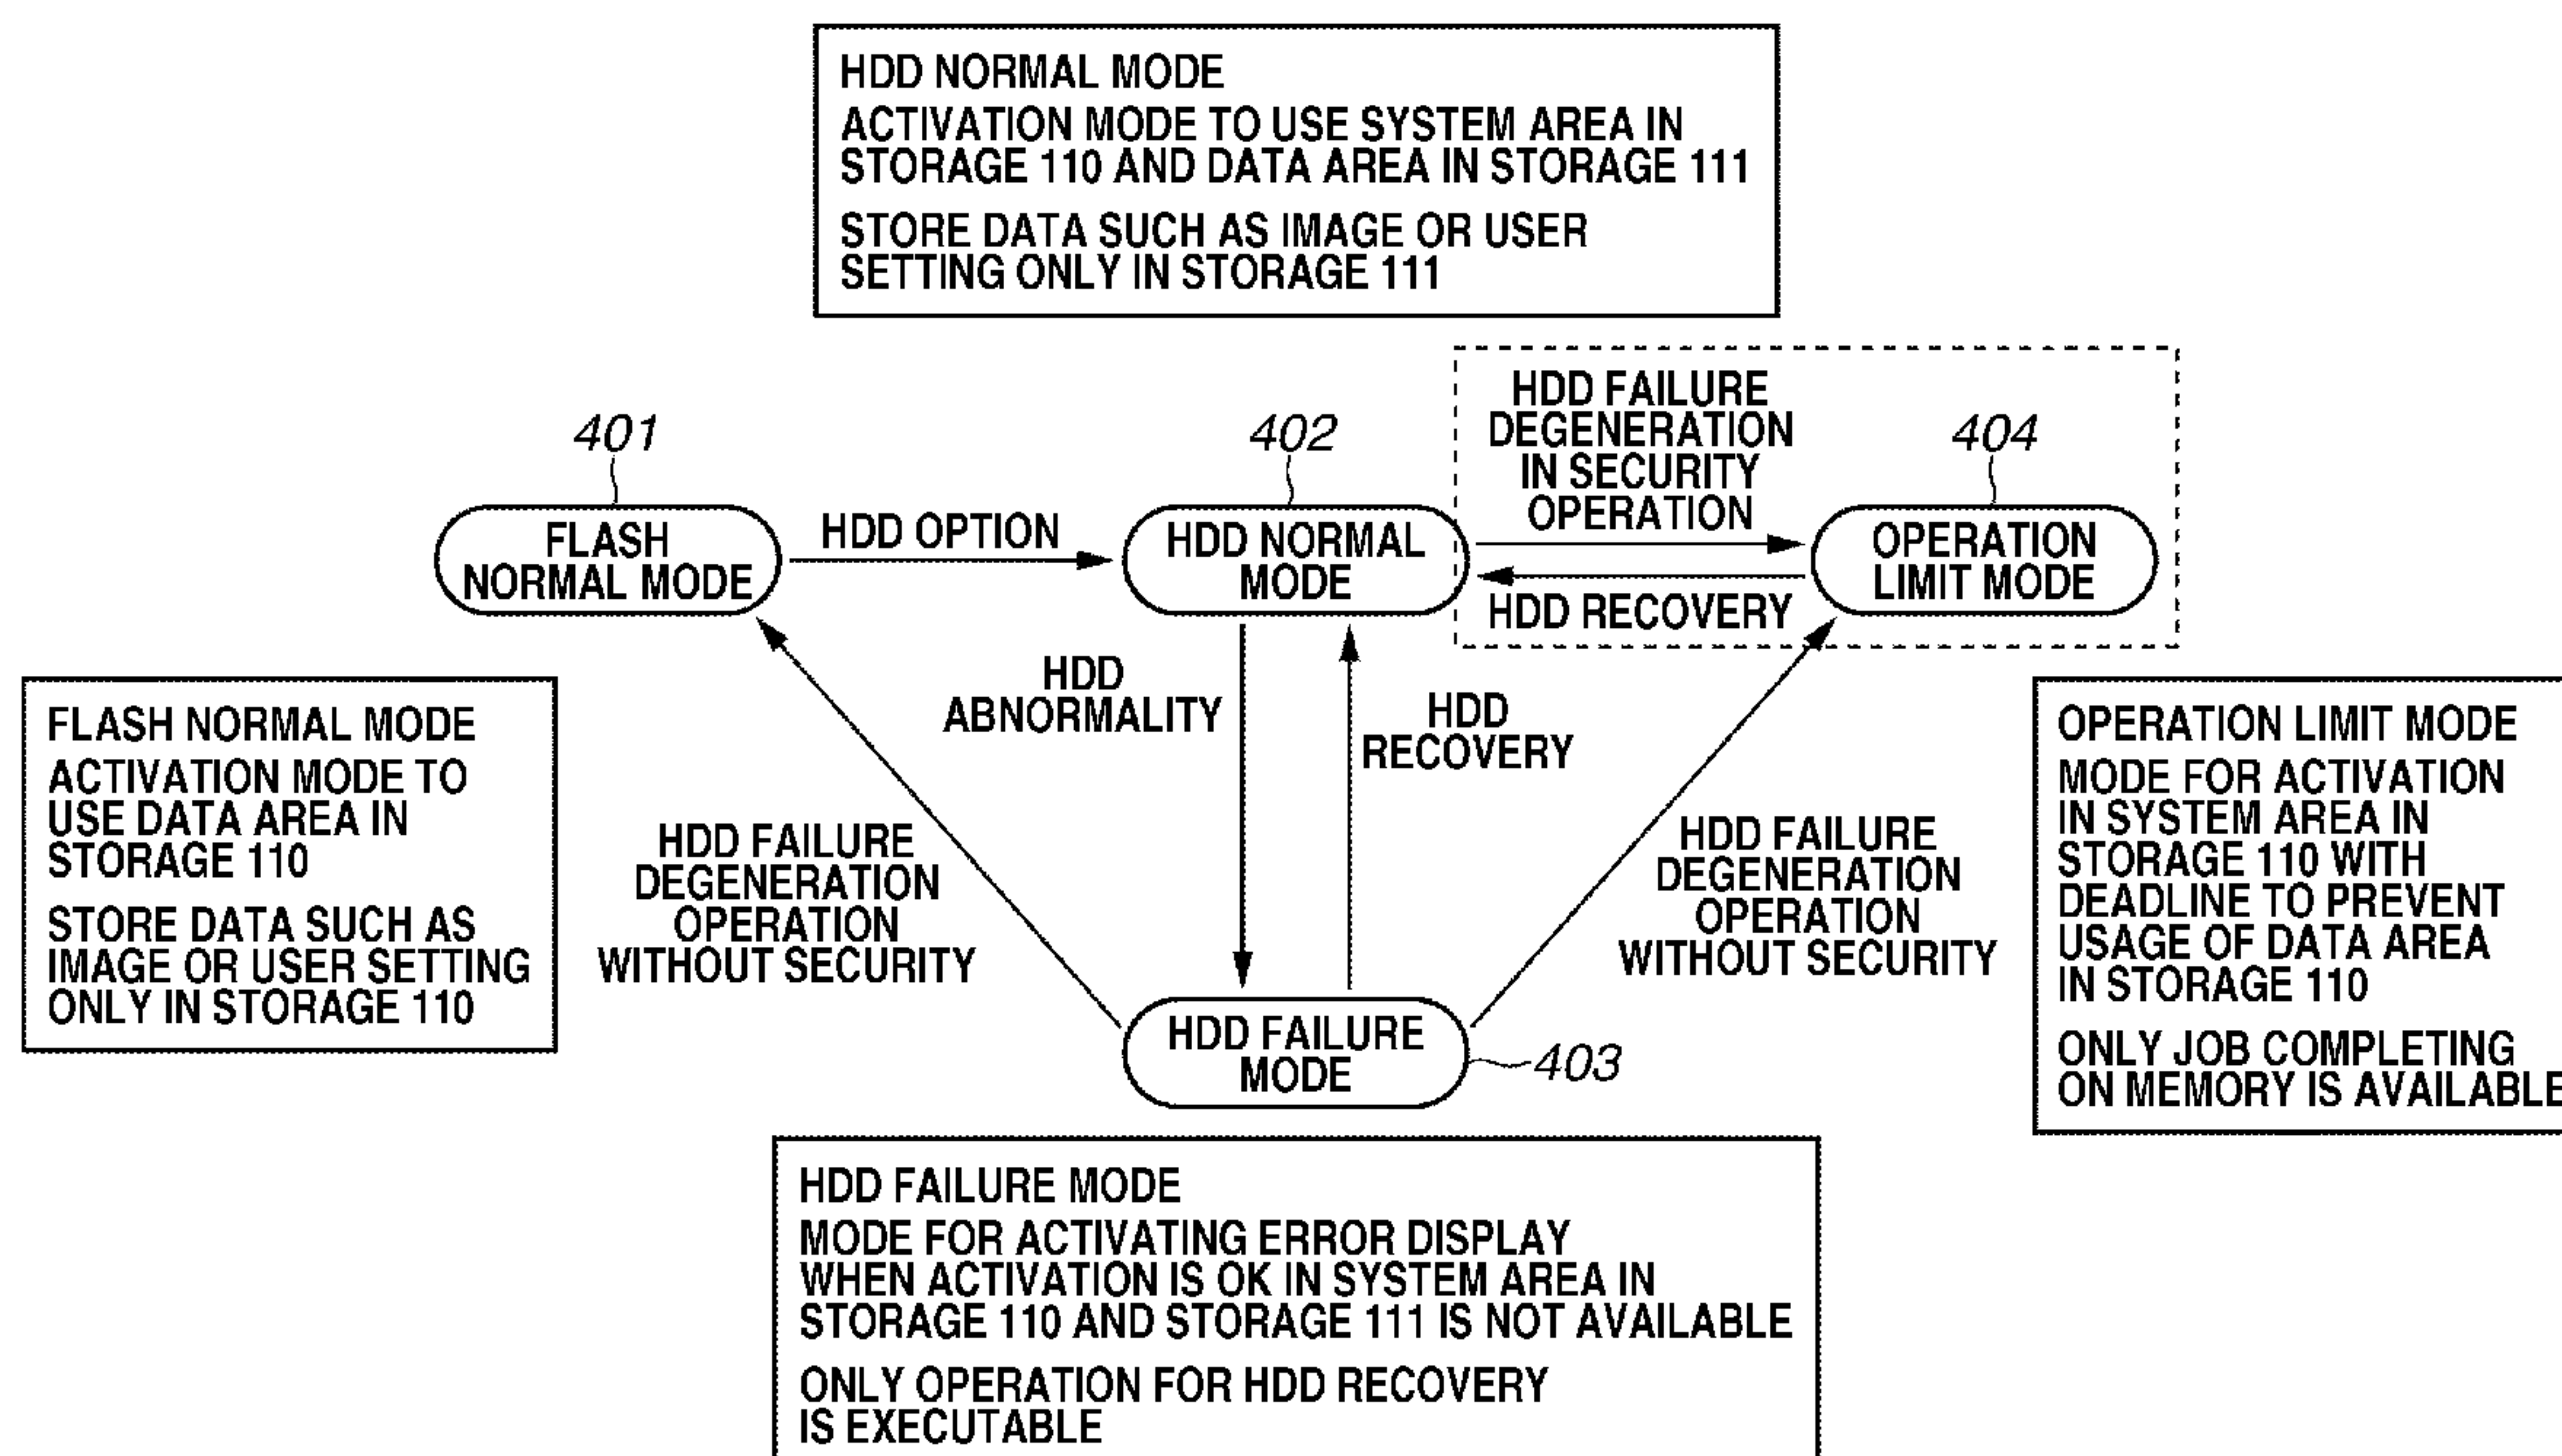 HDD NORMAL MODE
ACTIVATION MODE TO USE SYSTEM AREA IN
STORAGE 110 AND DATA AREA IN STORAGE 111
STORE DATA SUCH AS IMAGE OR USER
SETTING ONLY IN STORAGE 111
401
FLASH
NORMAL MODE
HDD OPTION
402
HDD NORMAL
MODE
HDD FAILURE
DEGENERATION
IN SECURITY
OPERATION
HDD RECOVERY
404
OPERATION
LIMIT MODE
FLASH NORMAL MODE
ACTIVATION MODE TO
USE DATA AREA IN
STORAGE 110
STORE DATA SUCH AS
IMAGE OR USER SETTING
ONLY IN STORAGE 110
HDD FAILURE
DEGENERATION
OPERATION
WITHOUT SECURITY
HDD
ABNORMALITY
HDD
RECOVERY
HDD FAILURE
DEGENERATION
OPERATION
WITHOUT SECURITY
OPERATION LIMIT MODE
MODE FOR ACTIVATION
IN SYSTEM AREA IN
STORAGE 110 WITH
DEADLINE TO PREVENT
USAGE OF DATA AREA
IN STORAGE 110
ONLY JOB COMPLETING
ON MEMORY IS AVAILABLE
HDD FAILURE
MODE
403
HDD FAILURE MODE
MODE FOR ACTIVATING ERROR DISPLAY
WHEN ACTIVATION IS OK IN SYSTEM AREA IN
STORAGE 110 AND STORAGE 111 IS NOT AVAILABLE
ONLY OPERATION FOR HDD RECOVERY
IS EXECUTABLE